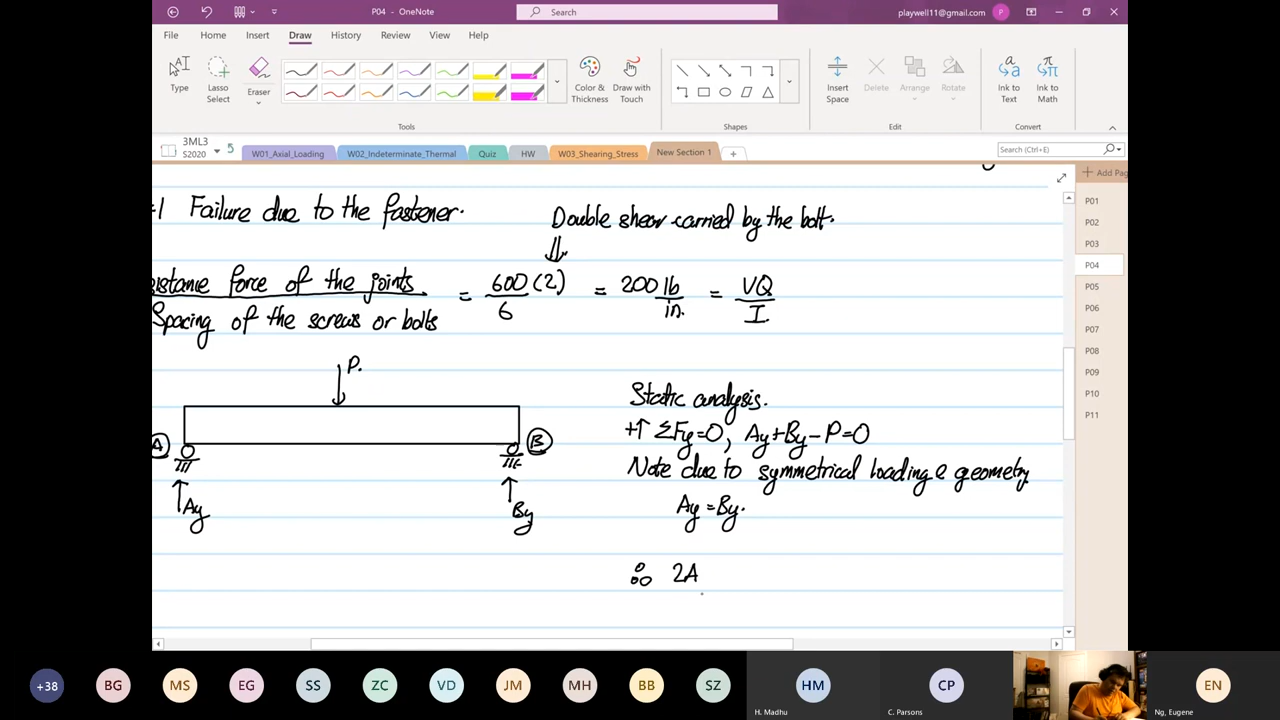 P04 - OneNote
Search
playwell11@gmail.com
P
File
Home
Insert
Draw
History
Review
View
Help
Type
Lasso Select
Eraser
Color & Thickness
Draw with Touch
Insert Space
Delete
Arrange
Rotate
Ink to Text
Ink to Math
Tools
Shapes
Edit
Convert
3ML3 S2020
W01_Axial_Loading
W02_Indeterminate_Thermal
Quiz
HW
W03_Shearing_Stress
New Section 1
Search (Ctrl+E)
Add Pag
P01
P02
P03
P04
P05
P06
P07
P08
P09
P10
P11
=1 Failure due to the fastener.
Double shear carried by the bolt.
⇓
esistance force of the joints / Spacing of the screws or bolts = 600(2) / 6 = 200 lb/in. = VQ / I.
P.
A
B
Ay
By
Static analysis.
+↑ ΣFy=0, Ay+By-P=0
Note due to symmetrical loading & geometry
Ay = By.
∴ 2A
+38
BG
MS
EG
SS
ZC
VD
JM
MH
BB
SZ
HM
H. Madhu
CP
C. Parsons
EN
Ng, Eugene